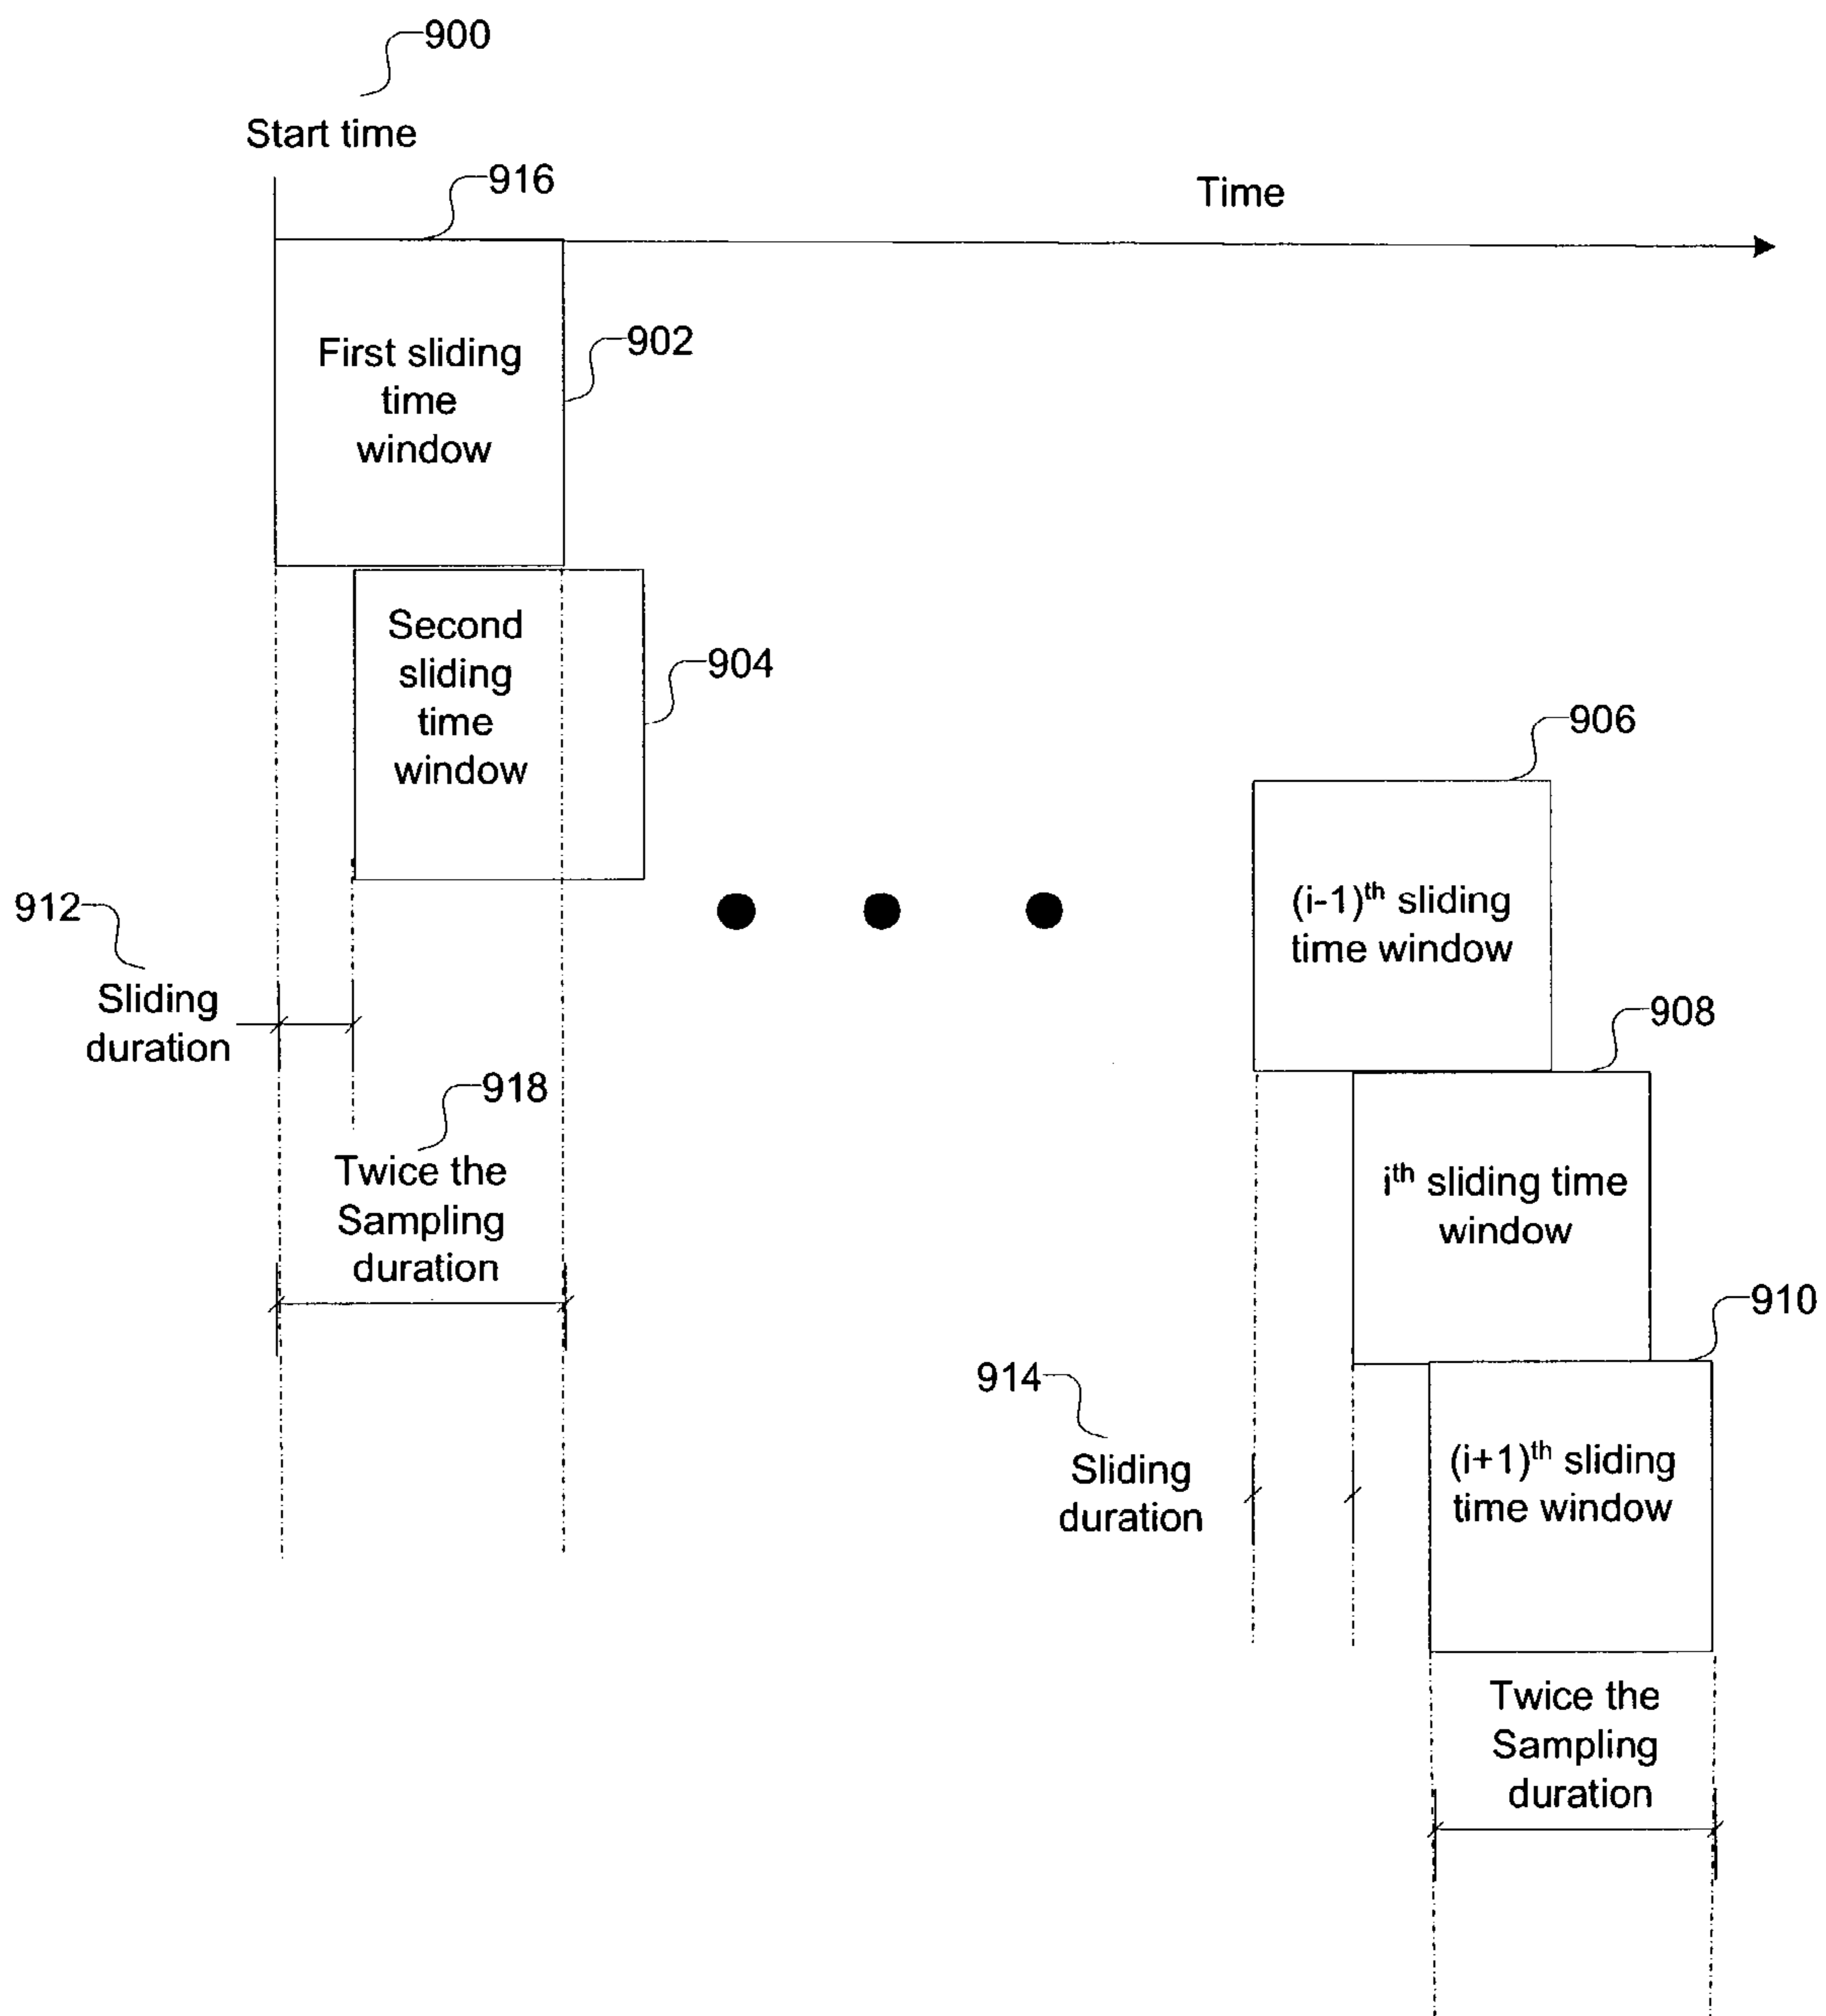 900
Start time
916
Time
First sliding
time
window
902
Second
sliding
time
window
904
906
(i-1)th sliding
time window
912
Sliding
duration
908
918
Twice the
Sampling
duration
ith sliding time
window
910
914
Sliding
duration
(i+1)th sliding
time window
Twice the
Sampling
duration